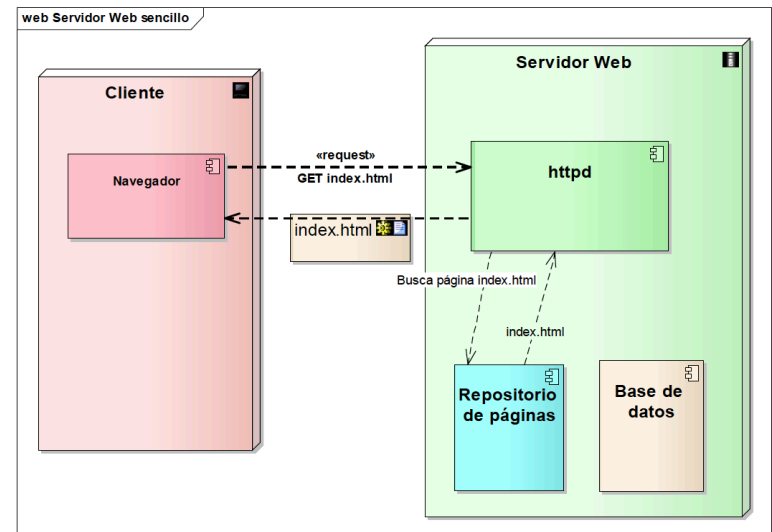 web Servidor Web sencillo
Cliente
Servidor Web
Navegador
«request»
GET index.html
httpd
index.html
Busca página index.html
index.html
Repositorio
de páginas
Base de
datos